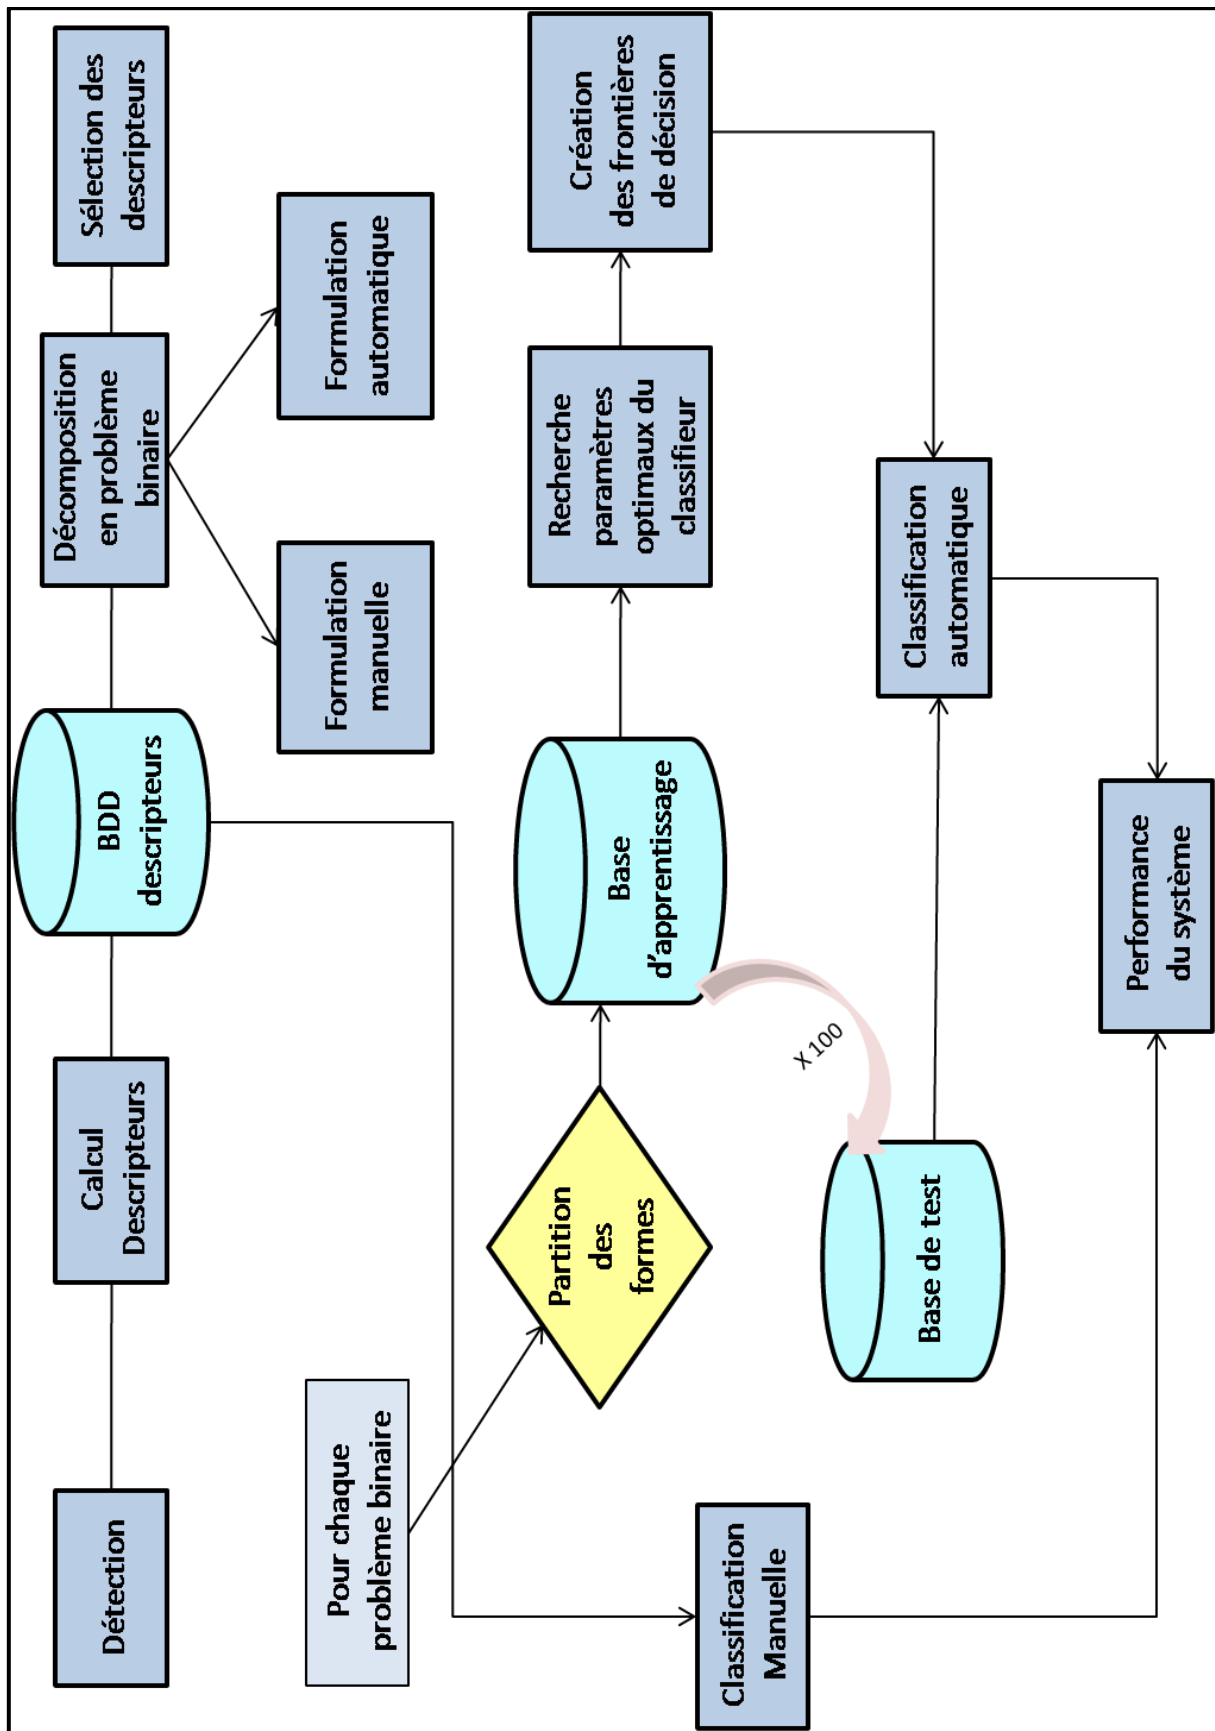 Détection
Calcul
Descripteurs
BDD
descripteurs
Décomposition
en problème
binaire
Sélection des
descripteurs
Formulation
manuelle
Formulation
automatique
Pour chaque
problème binaire
Partition
des
formes
Base
d'apprentissage
Recherche
paramètres
optimaux du
classifieur
Création
des frontières
de décision
X 100
Base de test
Classification
automatique
Classification
Manuelle
Performance
du système